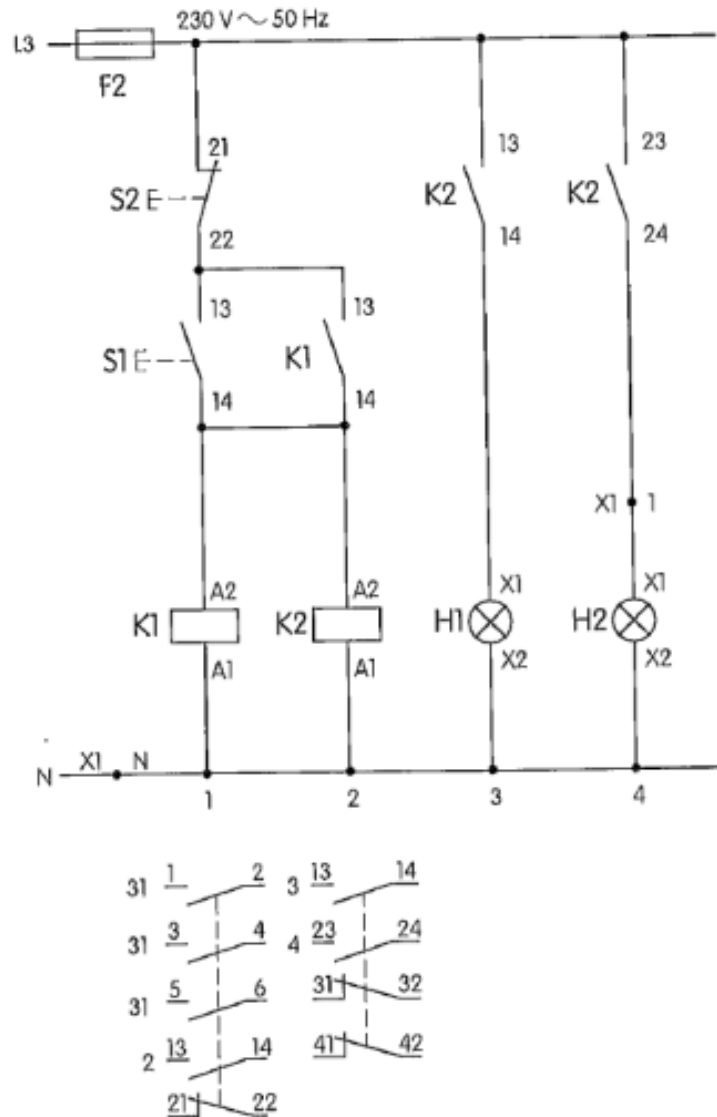 230 V ~ 50 Hz
L3
F2
21 13 23
S2 E K2 K2
22 14 24
13 13
S1 E K1
14 14
X1 1
A2 A2 X1 X1
K1 K2 H1 H2
A1 A1 X2 X2
N X1 N
1 2 3 4
31 1 2 3 13 14
31 3 4 4 23 24
31 5 6 31 32
2 13 14 41 42
21 22